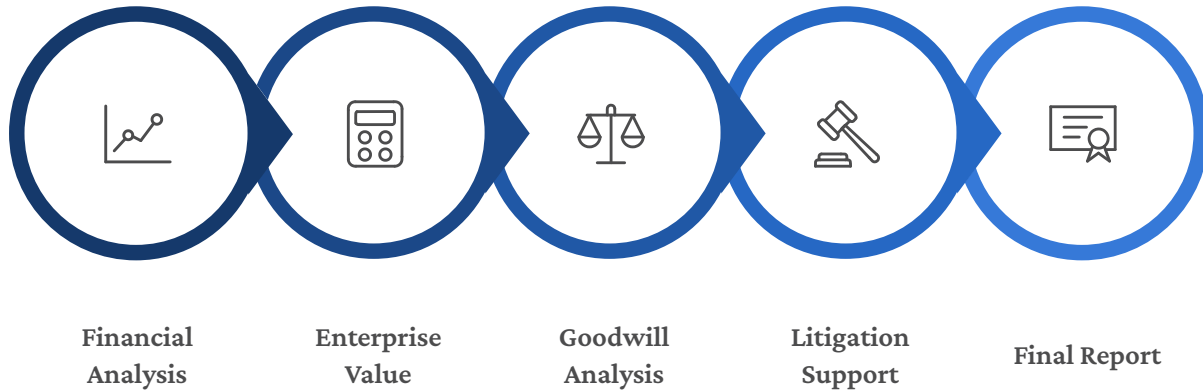 Financial
Analysis
Enterprise
Value
Goodwill
Analysis
Litigation
Support
Final Report